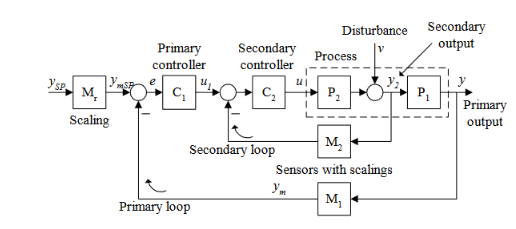 Disturbance
Secondary
output
Primary
controller
Secondary
controller
Process
v
y_SP
M_r
y_mSP
e
C_1
u_1
C_2
u
P_2
y_2
P_1
y
Scaling
Primary
output
Secondary loop
M_2
Sensors with scalings
y_m
M_1
Primary loop